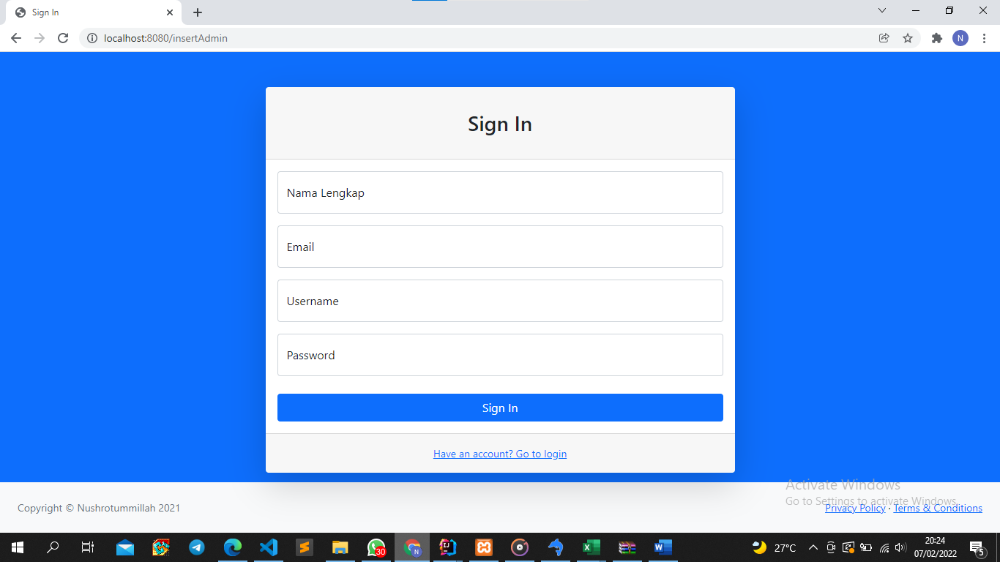 Sign In
localhost:8080/insertAdmin
N
Sign In
Nama Lengkap
Email
Username
Password
Sign In
Have an account? Go to login
Activate Windows
Go to Settings to activate Windows.
Copyright © Nushrotummillah 2021
Privacy Policy · Terms & Conditions
30
N
27°C
20:24
07/02/2022
5